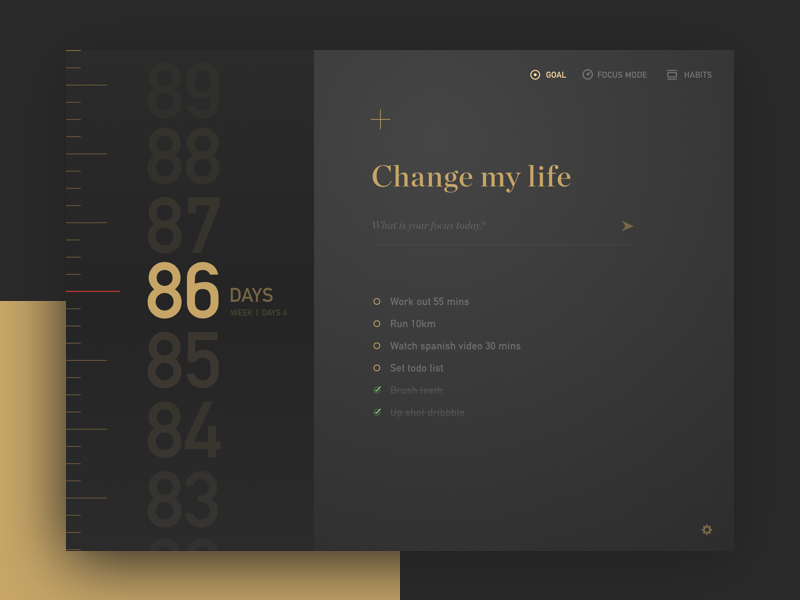 89
88
87
86 DAYS
WEEK 1 DAYS 4
85
84
83
GOAL FOCUS MODE HABITS
Change my life
What is your focus today?
Work out 55 mins
Run 10km
Watch spanish video 30 mins
Set todo list
Brush teeth
Up shot dribbble